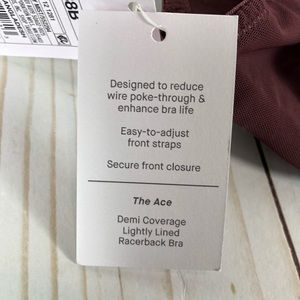 38
Designed to reduce
wire poke-through &
enhance bra life
Easy-to-adjust
front straps
Secure front closure
The Ace
Demi Coverage
Lightly Lined
Racerback Bra